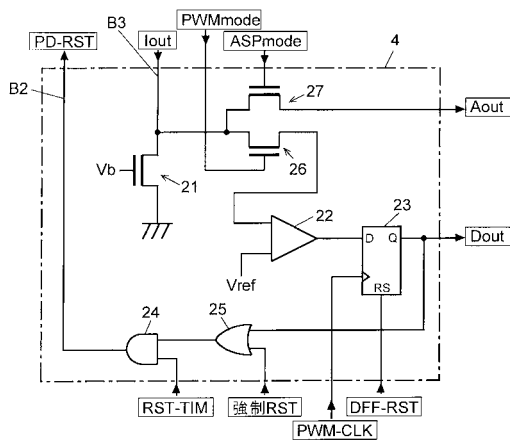 PWMmode
B3
PD-RST
Iout
ASPmode
4
B2
27
Aout
Vb
21
26
22
23
D
Q
Dout
Vref
RS
24
25
RST-TIM
強制RST
DFF-RST
PWM-CLK